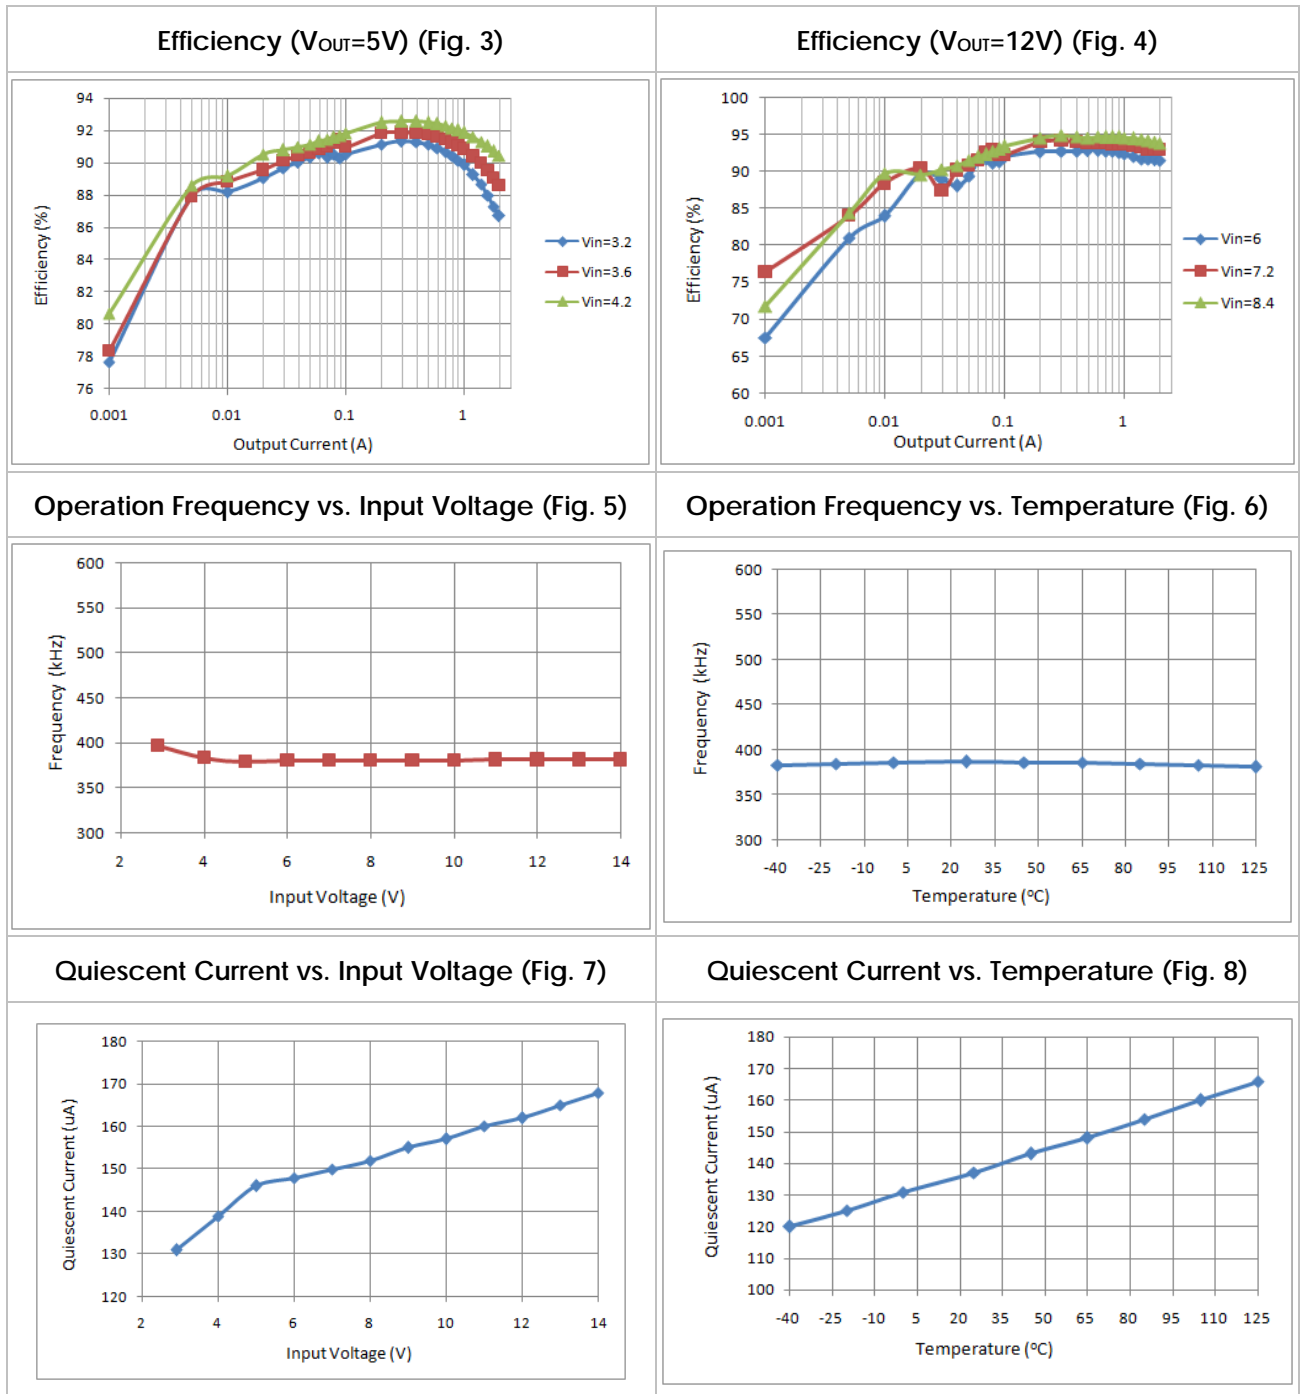 Efficiency (VOUT=5V) (Fig. 3)
Efficiency (VOUT=12V) (Fig. 4)
94
92
90
88
86
84
82
80
78
76
Efficiency (%)
0.001 0.01 0.1 1
Output Current (A)
Vin=3.2
Vin=3.6
Vin=4.2
100
95
90
85
80
75
70
65
60
Efficiency (%)
0.001 0.01 0.1 1
Output Current (A)
Vin=6
Vin=7.2
Vin=8.4
Operation Frequency vs. Input Voltage (Fig. 5)
Operation Frequency vs. Temperature (Fig. 6)
600
550
500
450
400
350
300
Frequency (kHz)
2 4 6 8 10 12 14
Input Voltage (V)
600
550
500
450
400
350
300
Frequency (kHz)
-40 -25 -10 5 20 35 50 65 80 95 110 125
Temperature (°C)
Quiescent Current vs. Input Voltage (Fig. 7)
Quiescent Current vs. Temperature (Fig. 8)
180
170
160
150
140
130
120
Quiescent Current (uA)
2 4 6 8 10 12 14
Input Voltage (V)
180
170
160
150
140
130
120
110
100
Quiescent Current (uA)
-40 -25 -10 5 20 35 50 65 80 95 110 125
Temperature (°C)